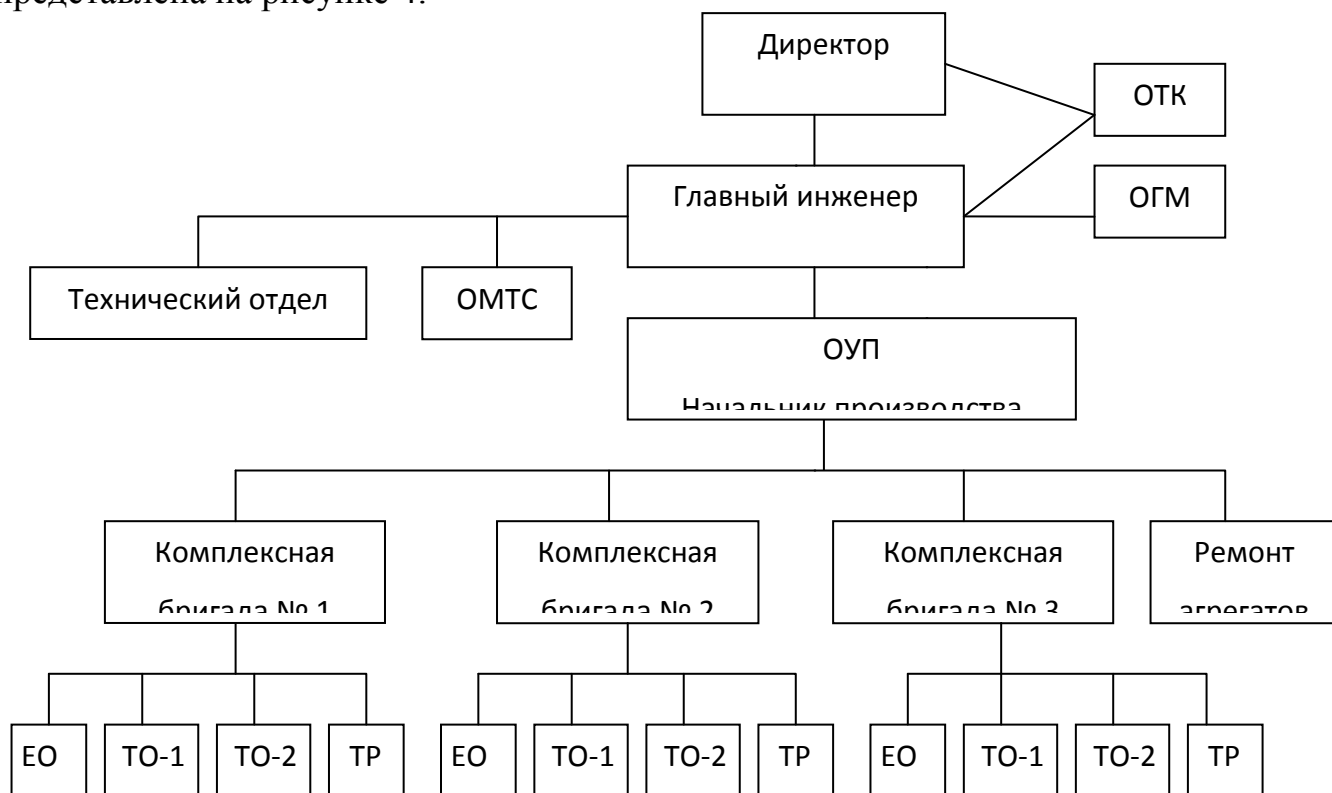 представлена на рисунке 4.
Директор
ОТК
Главный инженер
ОГМ
Технический отдел
ОМТС
ОУП
Начальник производства
Комплексная
бригада № 1
Комплексная
бригада № 2
Комплексная
бригада № 3
Ремонт
агрегатов
ЕО
ТО-1
ТО-2
ТР
ЕО
ТО-1
ТО-2
ТР
ЕО
ТО-1
ТО-2
ТР